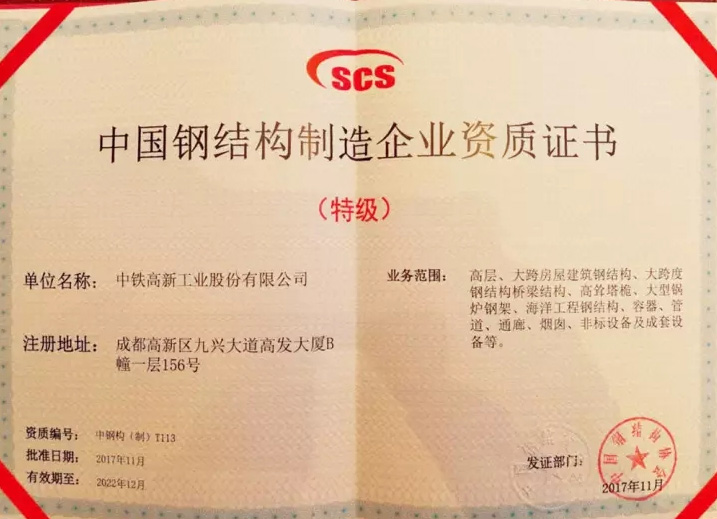 SCS
中国钢结构制造企业资质证书
（特级）
单位名称： 中铁高新工业股份有限公司
注册地址： 成都高新区九兴大道高发大厦B
幢一层156号
业务范围： 高层、大跨房屋建筑钢结构、大跨度
钢结构桥梁结构、高耸塔桅、大型锅
炉钢架、海洋工程钢结构、容器、管
道、通廊、烟囱、非标设备及成套设
备等。
资质编号： 中钢构（制）T113
批准日期： 2017年11月
有效期至： 2022年12月
发证部门：
中国钢结构协会
2017年11月